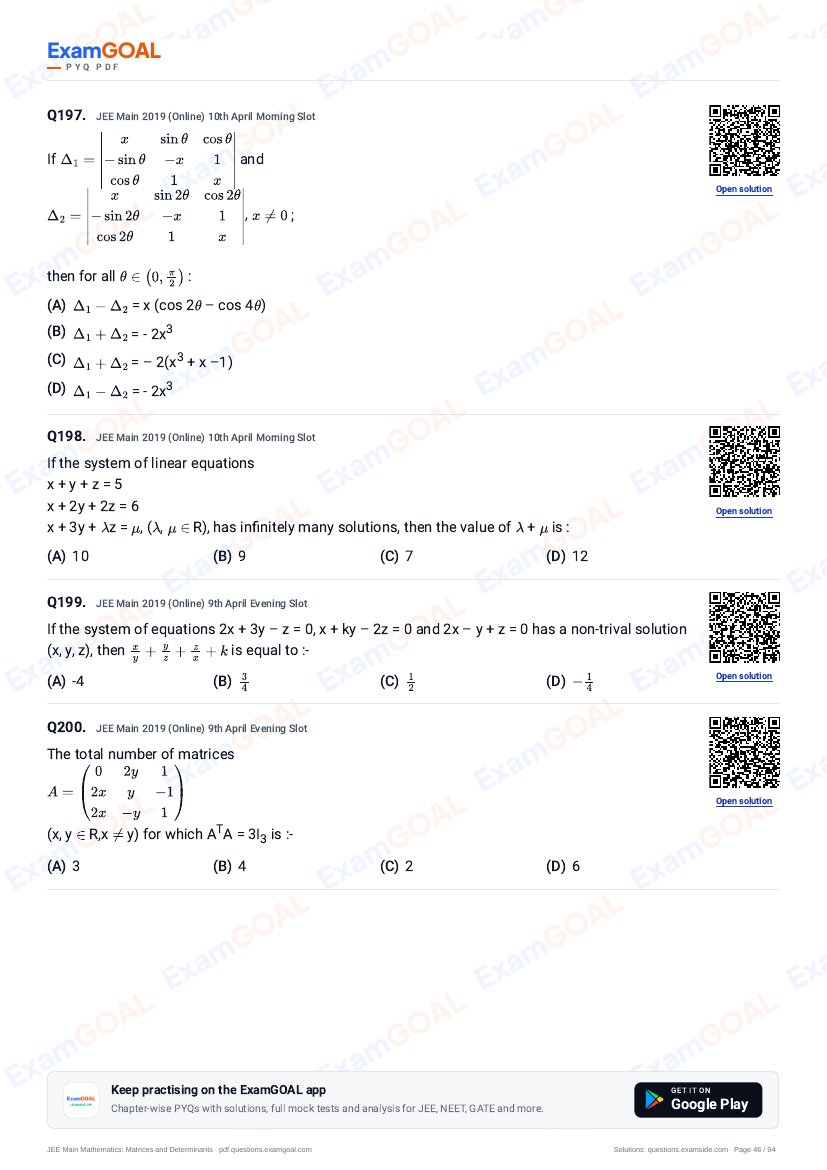 ExamGOAL
PYQ PDF
Q197. JEE Main 2019 (Online) 10th April Morning Slot
If Δ₁ = | x sin θ cos θ |
| − sin θ −x 1 | and
| cos θ 1 x |
Δ₂ = | x sin 2θ cos 2θ |
| − sin 2θ −x 1 |, x ≠ 0 ;
| cos 2θ 1 x |
then for all θ ∈ (0, π/2) :
(A) Δ₁ − Δ₂ = x (cos 2θ − cos 4θ)
(B) Δ₁ + Δ₂ = - 2x³
(C) Δ₁ + Δ₂ = − 2(x³ + x −1)
(D) Δ₁ − Δ₂ = - 2x³
Open solution
Q198. JEE Main 2019 (Online) 10th April Morning Slot
If the system of linear equations
x + y + z = 5
x + 2y + 2z = 6
x + 3y + λz = μ, (λ, μ ∈ R), has infinitely many solutions, then the value of λ + μ is :
(A) 10 (B) 9 (C) 7 (D) 12
Open solution
Q199. JEE Main 2019 (Online) 9th April Evening Slot
If the system of equations 2x + 3y − z = 0, x + ky − 2z = 0 and 2x − y + z = 0 has a non-trival solution
(x, y, z), then x/y + y/z + z/x + k is equal to :-
(A) -4 (B) 3/4 (C) 1/2 (D) −1/4
Open solution
Q200. JEE Main 2019 (Online) 9th April Evening Slot
The total number of matrices
A = ( 0 2y 1 )
( 2x y −1 )
( 2x −y 1 )
(x, y ∈ R,x ≠ y) for which AᵀA = 3I₃ is :-
(A) 3 (B) 4 (C) 2 (D) 6
Open solution
Keep practising on the ExamGOAL app
Chapter-wise PYQs with solutions, full mock tests and analysis for JEE, NEET, GATE and more.
GET IT ON
Google Play
JEE Main Mathematics: Matrices and Determinants · pdf.questions.examgoal.com
Solutions: questions.examside.com · Page 46 / 94